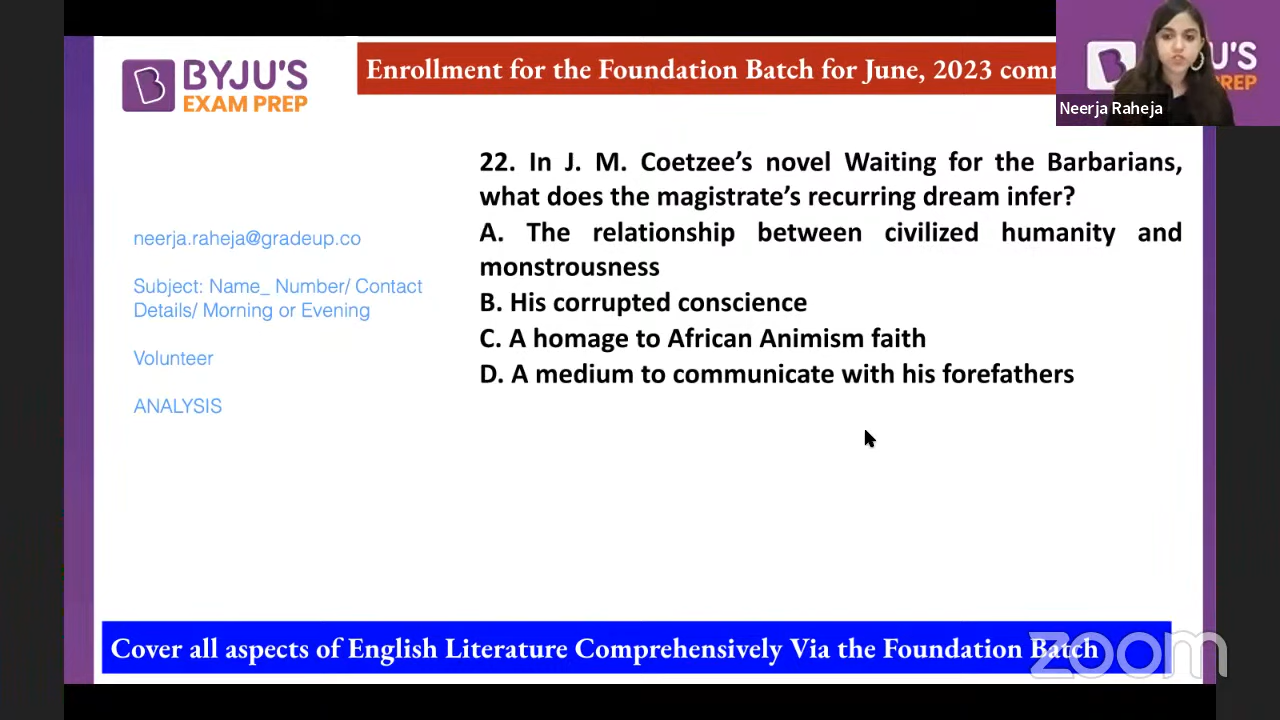 BYJU'S
EXAM PREP
Enrollment for the Foundation Batch for June, 2023
Neerja Raheja
22. In J. M. Coetzee's novel Waiting for the Barbarians,
what does the magistrate's recurring dream infer?
A. The relationship between civilized humanity and
monstrousness
B. His corrupted conscience
C. A homage to African Animism faith
D. A medium to communicate with his forefathers
neerja.raheja@gradeup.co
Subject: Name_ Number/ Contact
Details/ Morning or Evening
Volunteer
ANALYSIS
Cover all aspects of English Literature Comprehensively Via the Foundation Batch
zoom